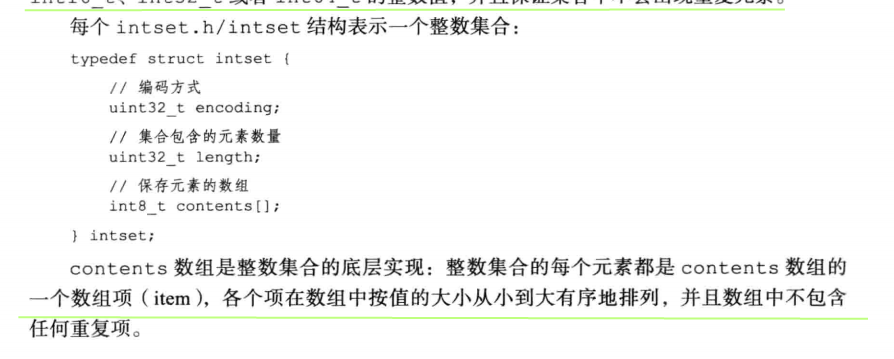 每个 intset.h/intset 结构表示一个整数集合：
typedef struct intset {
// 编码方式
uint32_t encoding;
// 集合包含的元素数量
uint32_t length;
// 保存元素的数组
int8_t contents[];
} intset;
contents 数组是整数集合的底层实现：整数集合的每个元素都是 contents 数组的
一个数组项（item），各个项在数组中按值的大小从小到大有序地排列，并且数组中不包含
任何重复项。